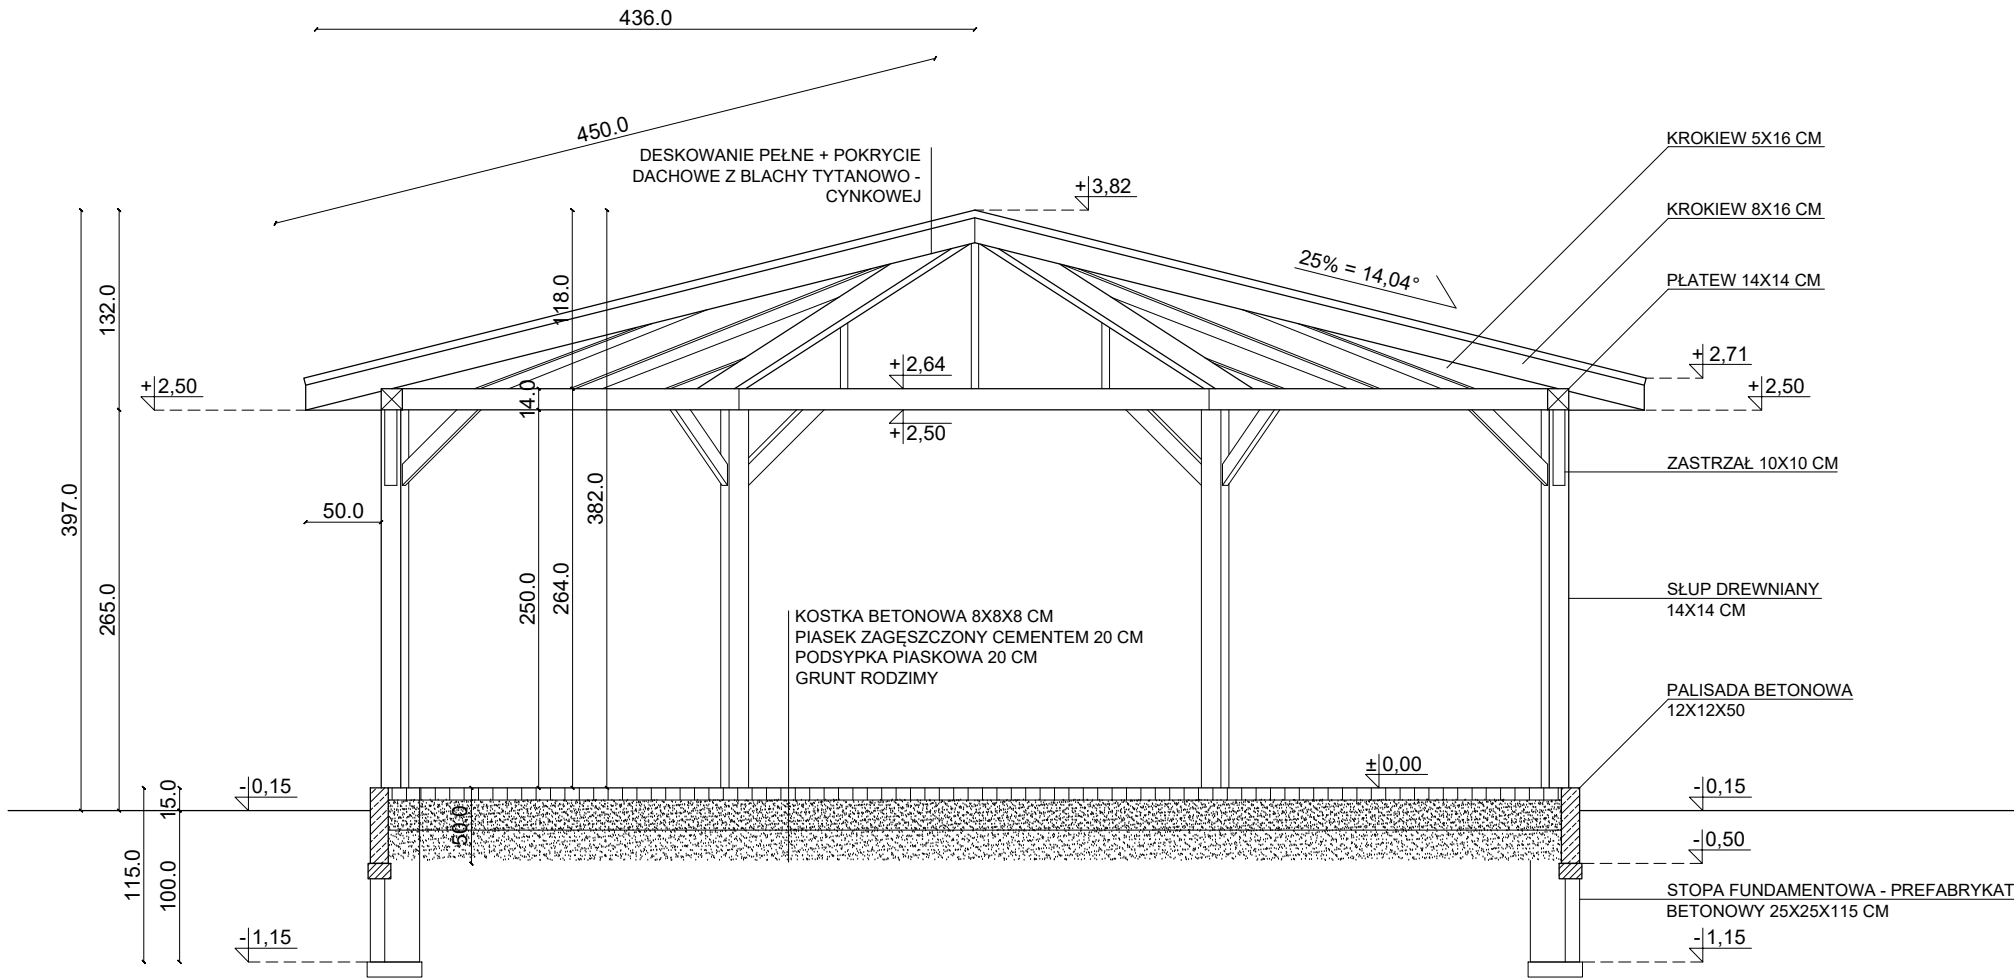 436.0
450.0
DESKOWANIE PEŁNE + POKRYCIE
DACHOWE Z BLACHY TYTANOWO -
CYNKOWEJ
+3,82
25% = 14,04°
KROKIEW 5X16 CM
KROKIEW 8X16 CM
PŁATEW 14X14 CM
132.0
118.0
+2,64
+2,71
+2,50
+2,50
14.0
+2,50
ZASTRZAŁ 10X10 CM
397.0
382.0
50.0
265.0
250.0
264.0
KOSTKA BETONOWA 8X8X8 CM
PIASEK ZAGĘSZCZONY CEMENTEM 20 CM
PODSYPKA PIASKOWA 20 CM
GRUNT RODZIMY
SŁUP DREWNIANY
14X14 CM
PALISADA BETONOWA
12X12X50
±0,00
-0,15
15.0
-0,15
50.0
-0,50
115.0
100.0
STOPA FUNDAMENTOWA - PREFABRYKAT
BETONOWY 25X25X115 CM
-1,15
-1,15